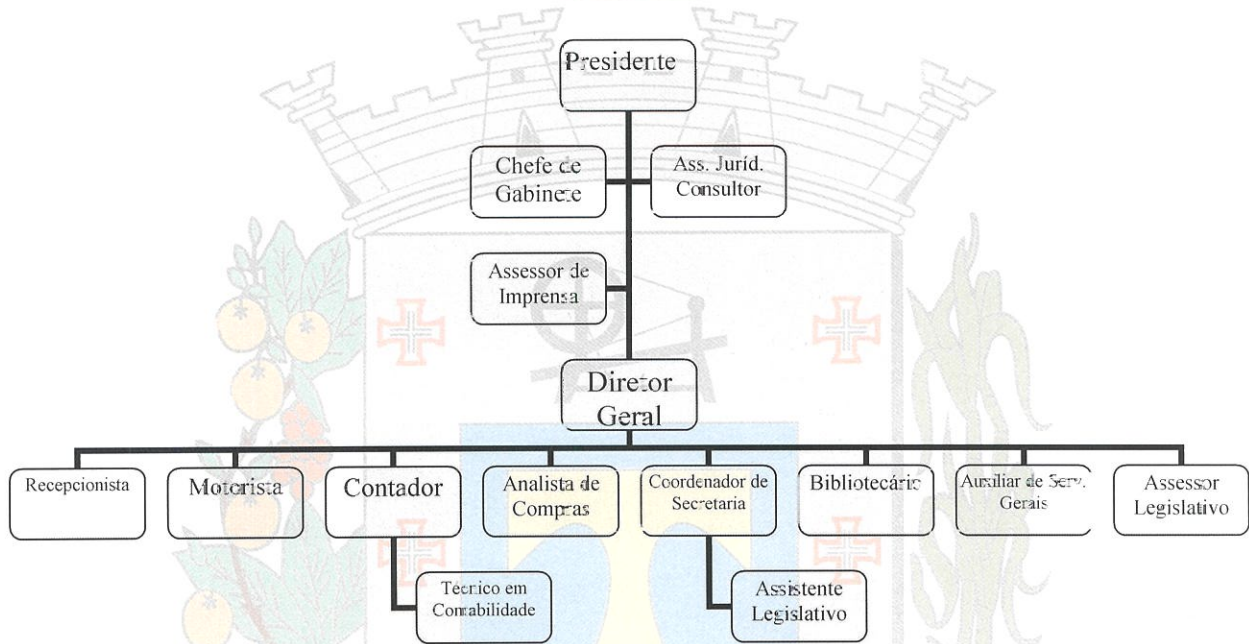 Presidente
Chefe de
Gabinete
Ass. Juríd.
Consultor
Assessor de
Imprensa
Diretor
Geral
Recepcionista
Motorista
Contador
Analista de
Compras
Coordenador de
Secretaria
Bibliotecário
Auxiliar de Serv.
Gerais
Assessor
Legislativo
Técnico em
Contabilidade
Assistente
Legislativo